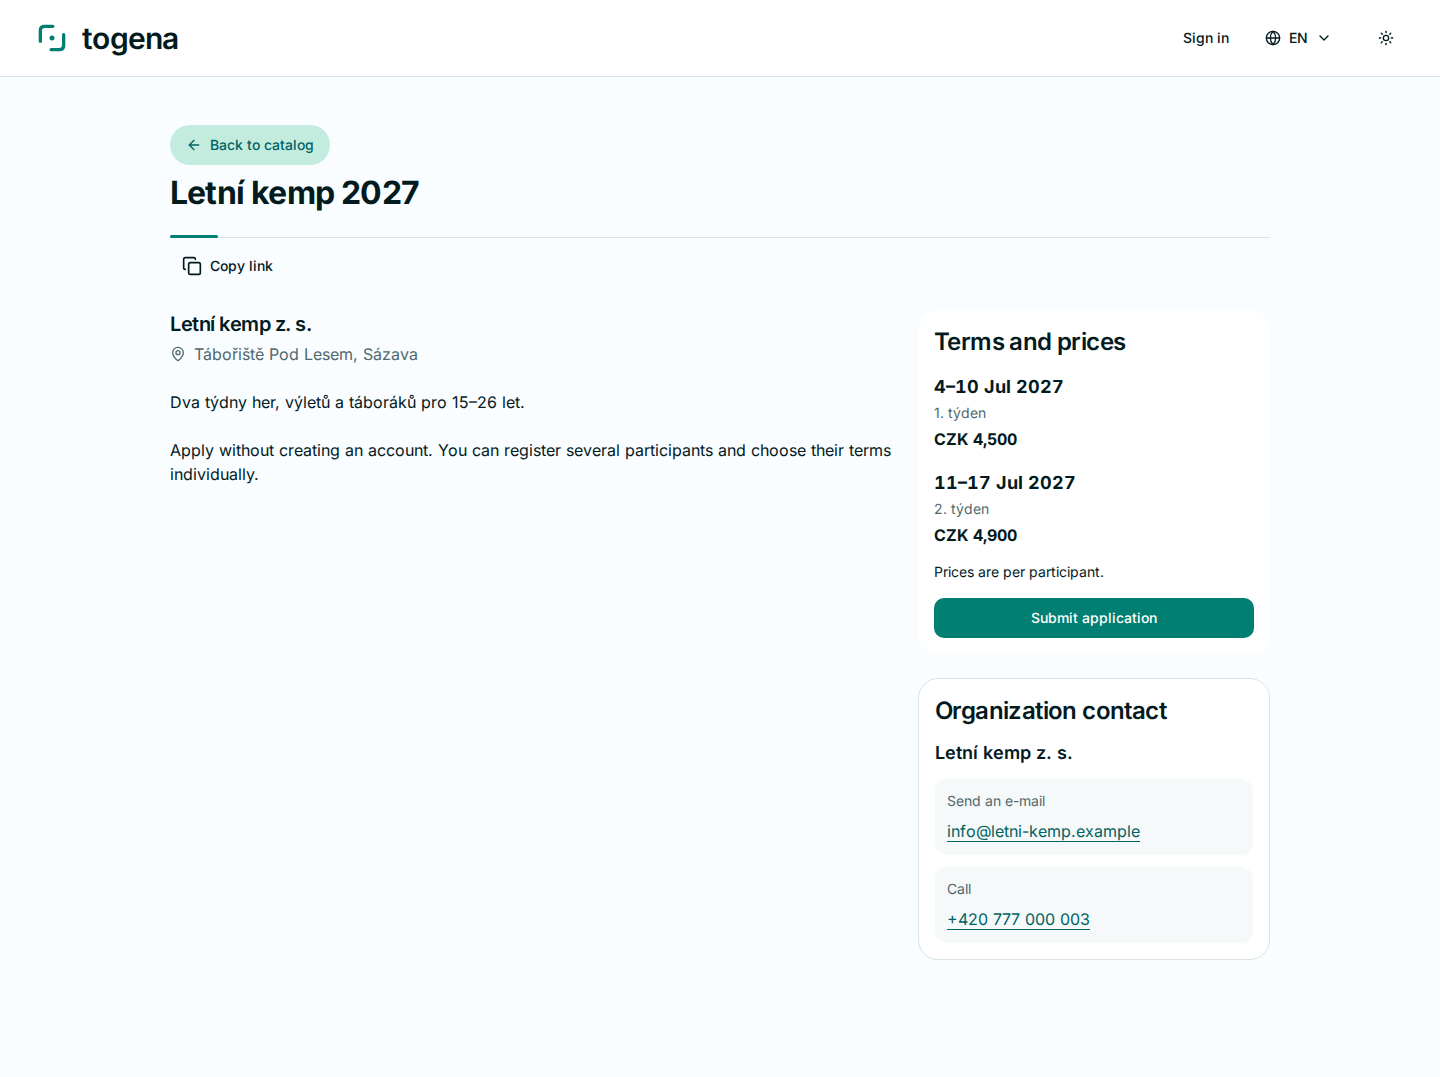 togena
Sign in
EN
Back to catalog
Letní kemp 2027
Copy link
Letní kemp z. s.
Tábořiště Pod Lesem, Sázava
Dva týdny her, výletů a táboráků pro 15–26 let.
Apply without creating an account. You can register several participants and choose their terms
individually.
Terms and prices
4–10 Jul 2027
1. týden
CZK 4,500
11–17 Jul 2027
2. týden
CZK 4,900
Prices are per participant.
Submit application
Organization contact
Letní kemp z. s.
Send an e-mail
info@letni-kemp.example
Call
+420 777 000 003